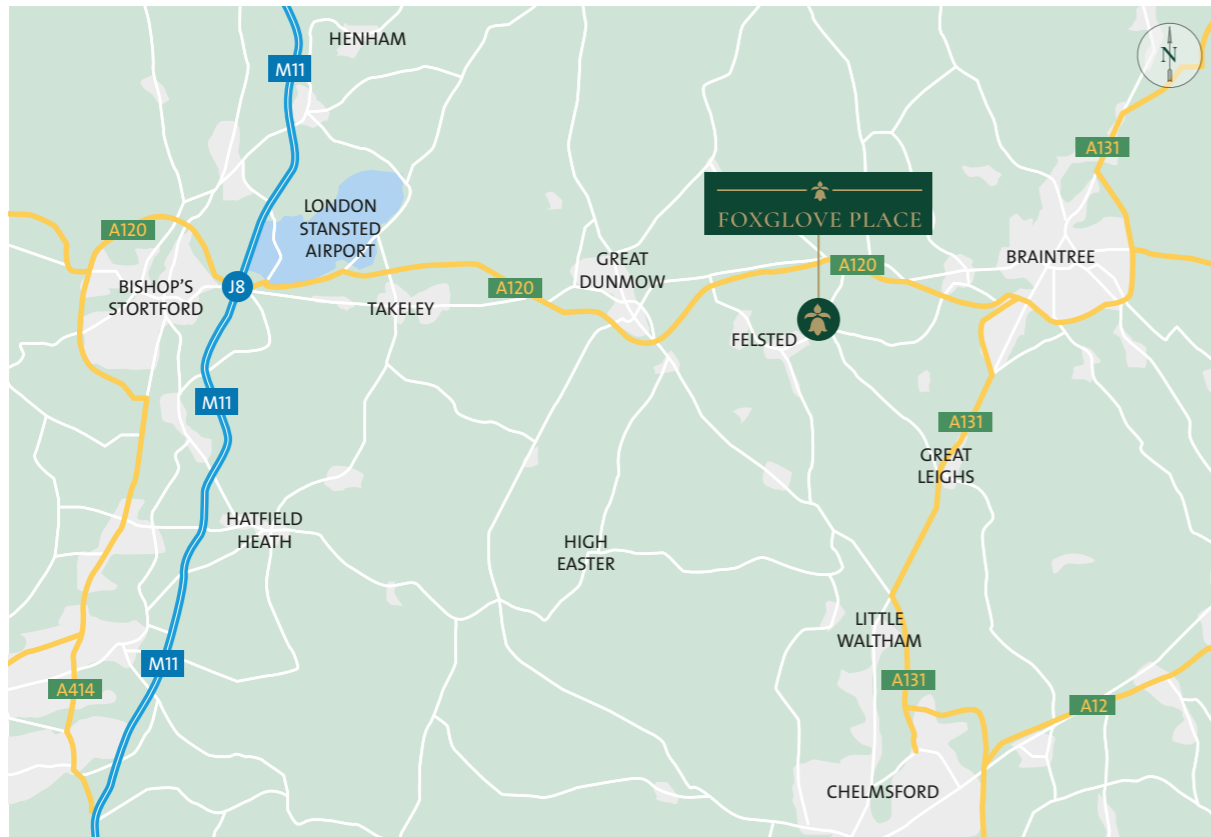 HENHAM
M11
N
A131
LONDON
STANSTED
AIRPORT
FOXGLOVE PLACE
A120
GREAT
DUNMOW
A120
BRAINTREE
BISHOP'S
STORTFORD
J8
TAKELEY
A120
FELSTED
M11
A131
GREAT
LEIGHS
HATFIELD
HEATH
HIGH
EASTER
LITTLE
WALTHAM
M11
A414
A131
A12
CHELMSFORD